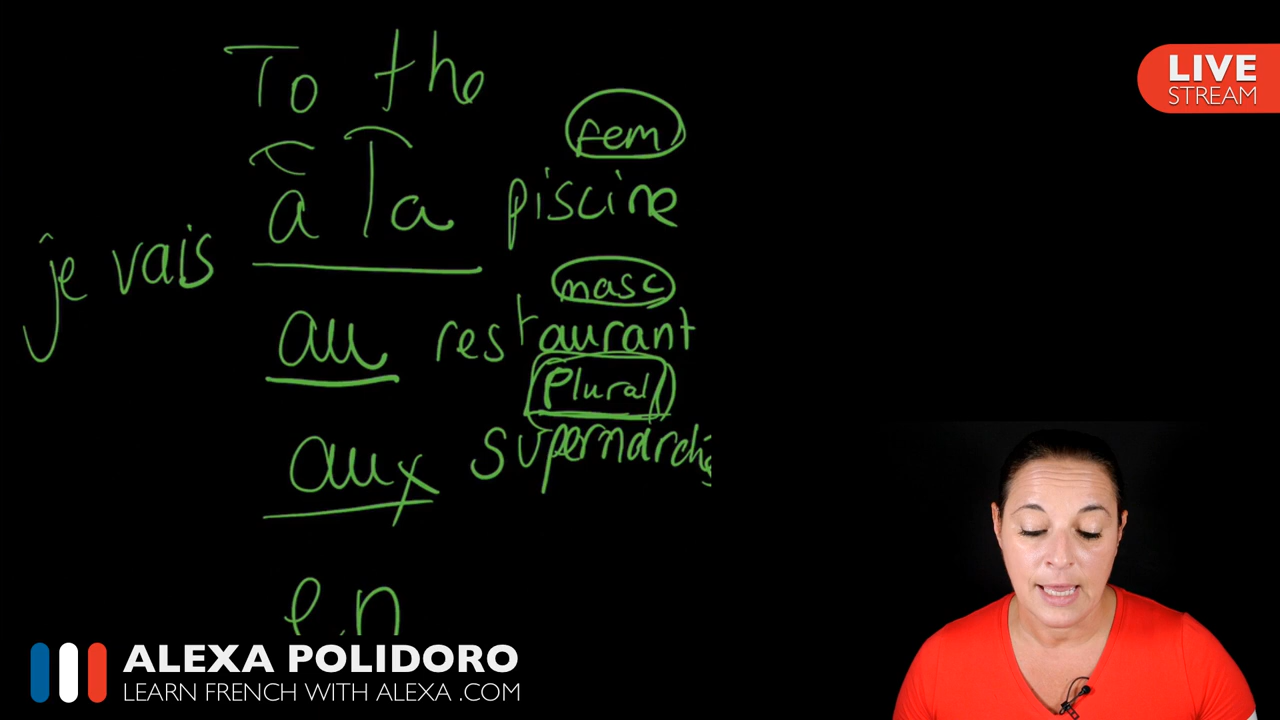 To the
fem
à la piscine
je vais
masc
au restaurant
Plural
aux supermarchés
en
LIVE
STREAM
ALEXA POLIDORO
LEARN FRENCH WITH ALEXA .COM